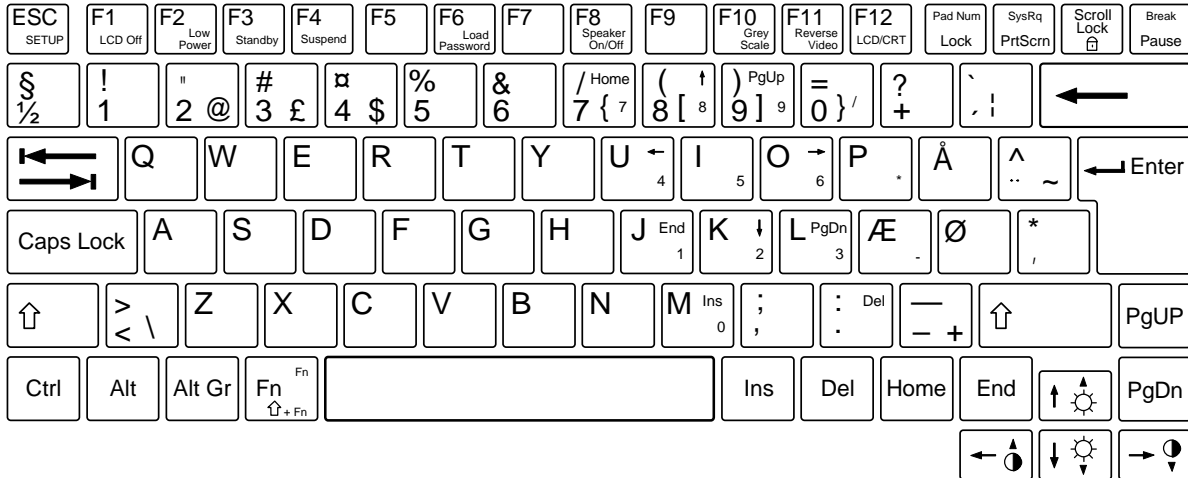 ESC F1 F2 F3 F4 F5 F6 F7 F8 F9 F10 F11 F12 Pad Num SysRq Scroll Lock Break
SETUP LCD Off Low Power Standby Suspend Load Password Speaker On/Off Grey Scale Reverse Video LCD/CRT Lock PrtScrn Pause
§ ! " # ¤ % & / Home ( ) PgUp = ? `
½ 1 2 @ 3 £ 4 $ 5 6 7 { 7 8 [ 8 9 ] 9 0 } / + ´ ¦
Q W E R T Y U I O P Å ^ Enter
4 5 6 * ¨ ~
Caps Lock A S D F G H J End K L PgDn Æ Ø *
1 2 3 - '
> Z X C V B N M Ins ; : Del — PgUP
< \ 0 , . – +
Ctrl Alt Alt Gr Fn Fn Ins Del Home End PgDn
+ Fn